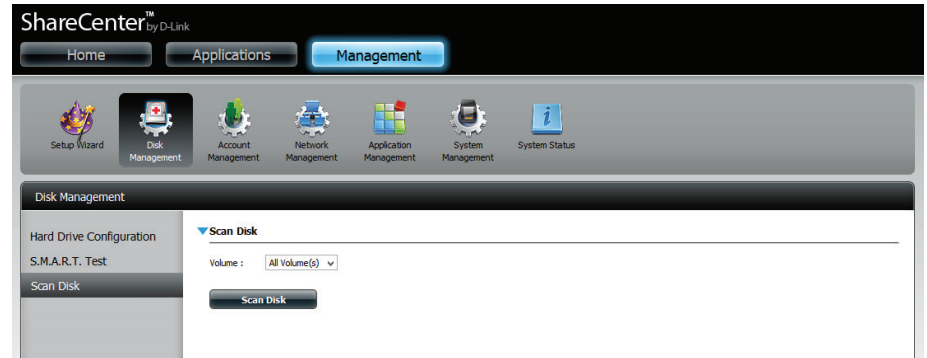 ShareCenter™ by D-Link
Home Applications Management
Setup Wizard Disk Management Account Management Network Management Application Management System Management System Status
Disk Management
Hard Drive Configuration
S.M.A.R.T. Test
Scan Disk
Scan Disk
Volume : All Volume(s)
Scan Disk